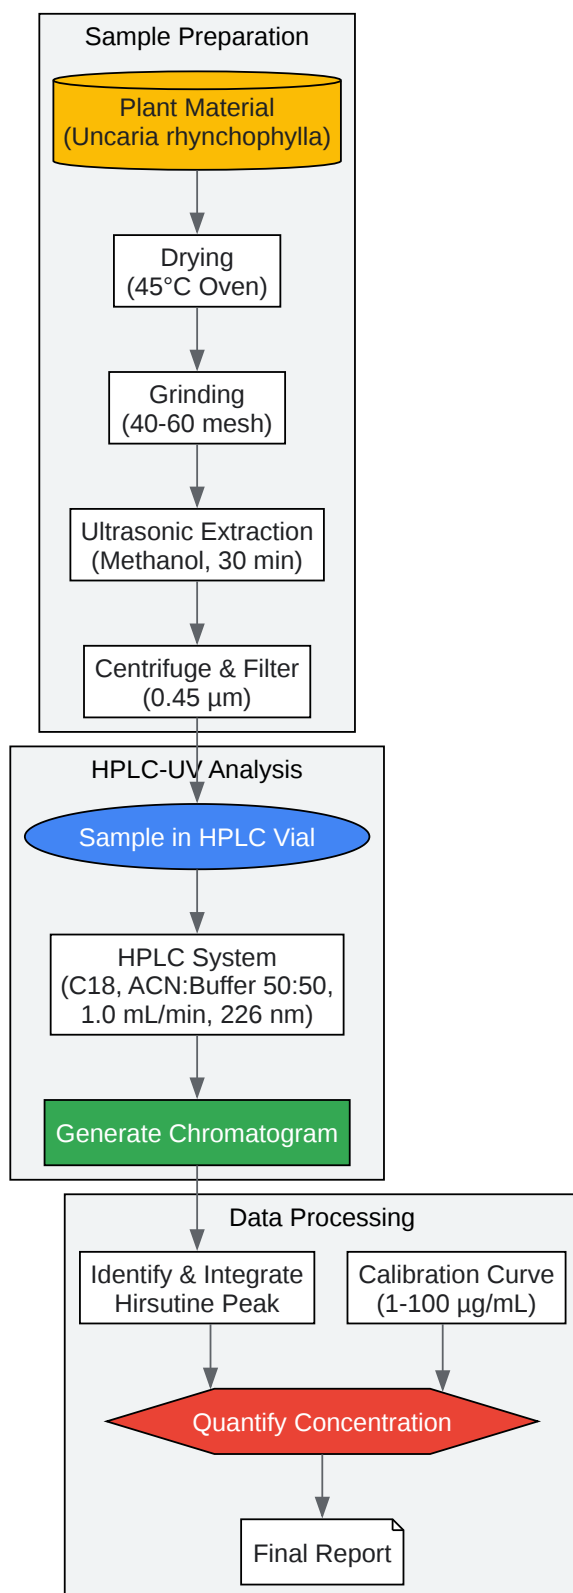 Sample Preparation
Plant Material
(Uncaria rhynchophylla)
Drying
(45°C Oven)
Grinding
(40-60 mesh)
Ultrasonic Extraction
(Methanol, 30 min)
Centrifuge & Filter
(0.45 µm)
HPLC-UV Analysis
Sample in HPLC Vial
HPLC System
(C18, ACN:Buffer 50:50,
1.0 mL/min, 226 nm)
Generate Chromatogram
Data Processing
Identify & Integrate
Hirsutine Peak
Calibration Curve
(1-100 µg/mL)
Quantify Concentration
Final Report